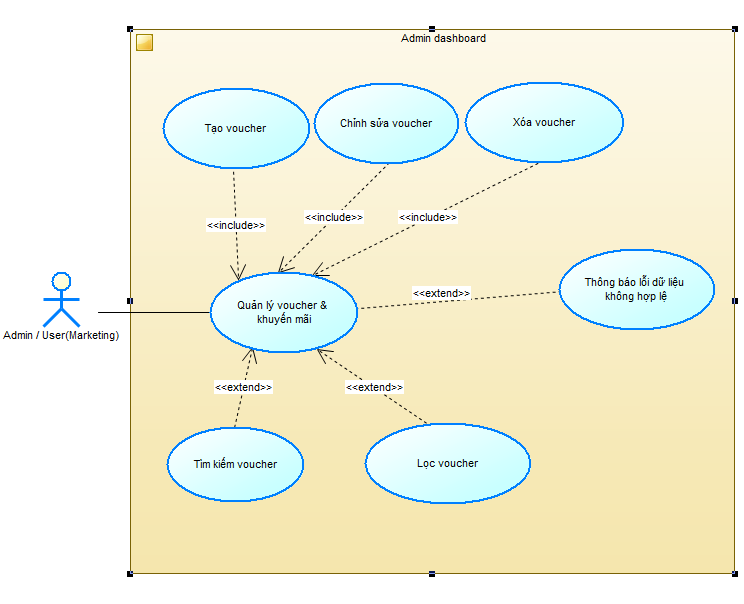 Admin dashboard
Tạo voucher
Chỉnh sửa voucher
Xóa voucher
<<include>>
<<include>>
<<include>>
Thông báo lỗi dữ liệu
không hợp lệ
<<extend>>
Quản lý voucher &
khuyến mãi
Admin / User(Marketing)
<<extend>>
<<extend>>
Tìm kiếm voucher
Lọc voucher